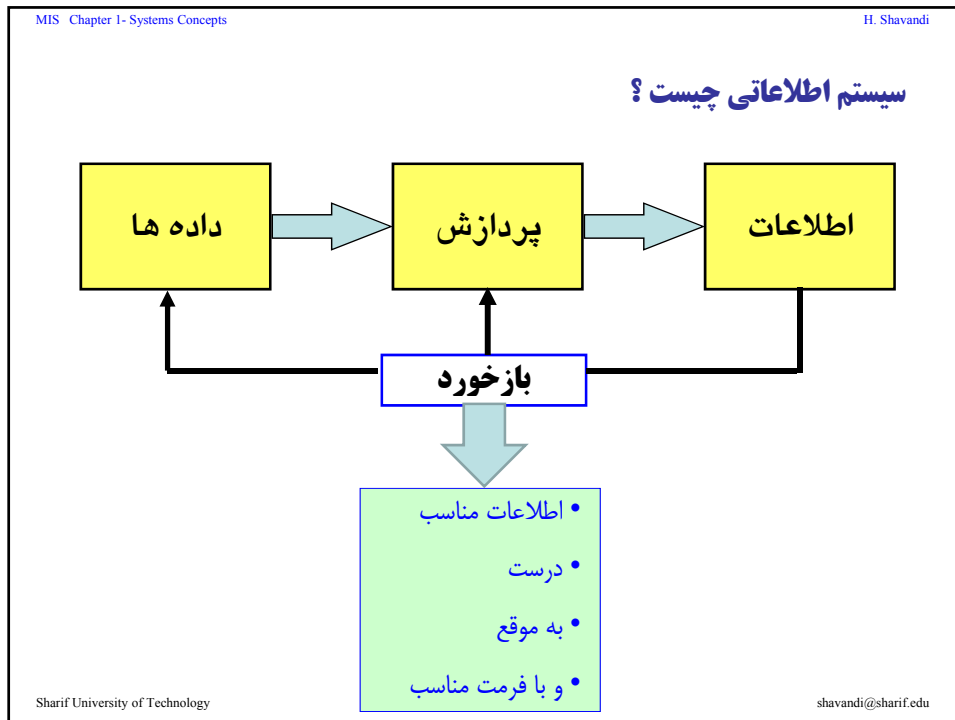 MIS Chapter 1- Systems Concepts
H. Shavandi
سیستم اطلاعاتی چیست ؟
داده ها
پردازش
اطلاعات
بازخورد
• اطلاعات مناسب
• درست
• به موقع
• و با فرمت مناسب
Sharif University of Technology
shavandi@sharif.edu